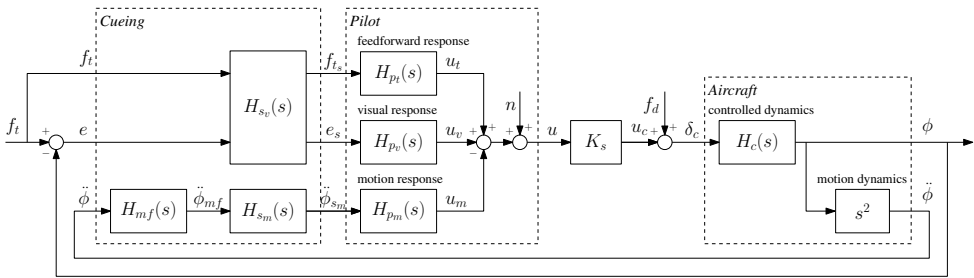 Cueing
Pilot
f_t
f_{t_s}
feedforward response
H_{p_t}(s)
u_t
H_{s_v}(s)
Aircraft
n
f_d
visual response
controlled dynamics
f_t
+
−
e
e_s
H_{p_v}(s)
u_v
+
+
−
+
+
u
K_s
u_c
+
+
δ_c
H_c(s)
ϕ
motion response
motion dynamics
ϕ̈
H_{mf}(s)
ϕ̈_{mf}
H_{s_m}(s)
ϕ̈_{s_m}
H_{p_m}(s)
u_m
s^2
ϕ̈